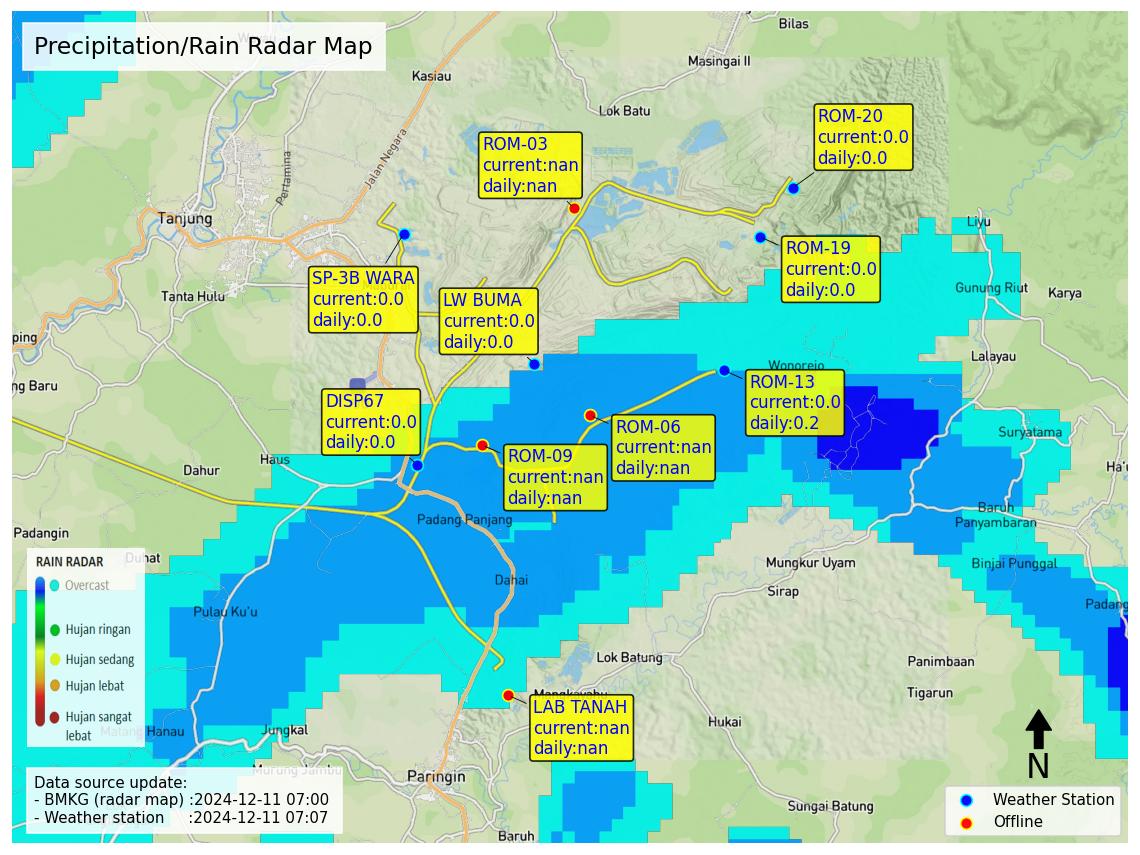 Precipitation/Rain Radar Map
Bilas
Masingai II
Kasiau
Lok Batu
ROM-20
current:0.0
daily:0.0
ROM-03
current:nan
daily:nan
Jalan Negara
Pertamina
Tanjung
Liyu
ROM-19
current:0.0
daily:0.0
SP-3B WARA
current:0.0
daily:0.0
Tanta Hulu
LW BUMA
current:0.0
daily:0.0
Gunung Riut
Karya
ping
Lalayau
Wonorejo
ng Baru
ROM-13
current:0.0
daily:0.2
DISP67
current:0.0
daily:0.0
ROM-06
current:nan
daily:nan
Suryatama
ROM-09
current:nan
daily:nan
Haus
Dahur
Ha'u
Padang Panjang
Baruh
Panyambaran
Padangin
Duhat
Mungkur Uyam
Binjai Punggal
RAIN RADAR
Overcast
Hujan ringan
Hujan sedang
Hujan lebat
Hujan sangat
lebat
Dahai
Sirap
Pulau Ku'u
Padang
Lok Batung
Panimbaan
Tigarun
Mangkayahu
LAB TANAH
current:nan
daily:nan
Hukai
Matang Hanau
Jungkal
Murung Jambu
Paringin
N
Data source update:
- BMKG (radar map) :2024-12-11 07:00
- Weather station :2024-12-11 07:07
Sungai Batung
Baruh
Weather Station
Offline